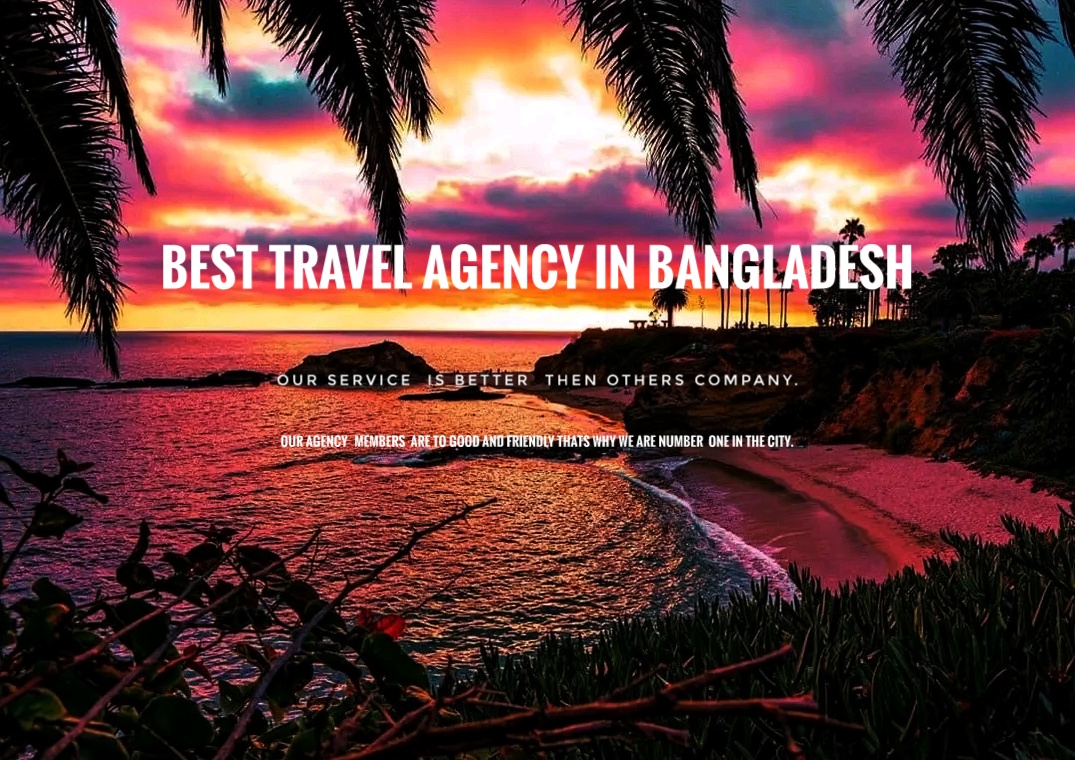 BEST TRAVEL AGENCY IN BANGLADESH
OUR SERVICE IS BETTER THEN OTHERS COMPANY.
OUR AGENCY MEMBERS ARE TO GOOD AND FRIENDLY THATS WHY WE ARE NUMBER ONE IN THE CITY.